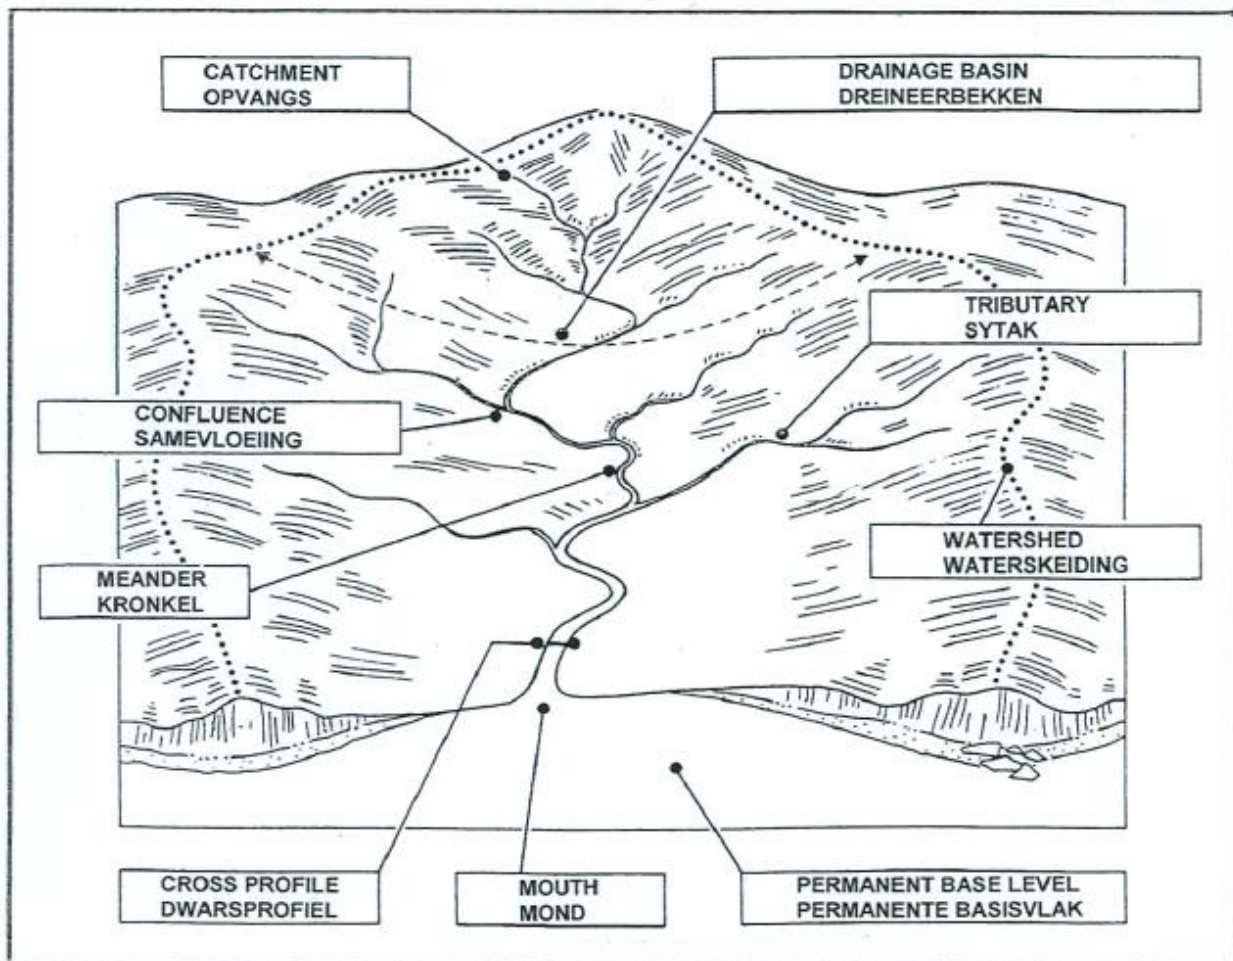 CATCHMENT
OPVANGS
DRAINAGE BASIN
DREINEERBEKKEN
TRIBUTARY
SYTAK
CONFLUENCE
SAMEVLOEIING
WATERSHED
WATERSKEIDING
MEANDER
KRONKEL
CROSS PROFILE
DWARSPROFIEL
MOUTH
MOND
PERMANENT BASE LEVEL
PERMANENTE BASISVLAK